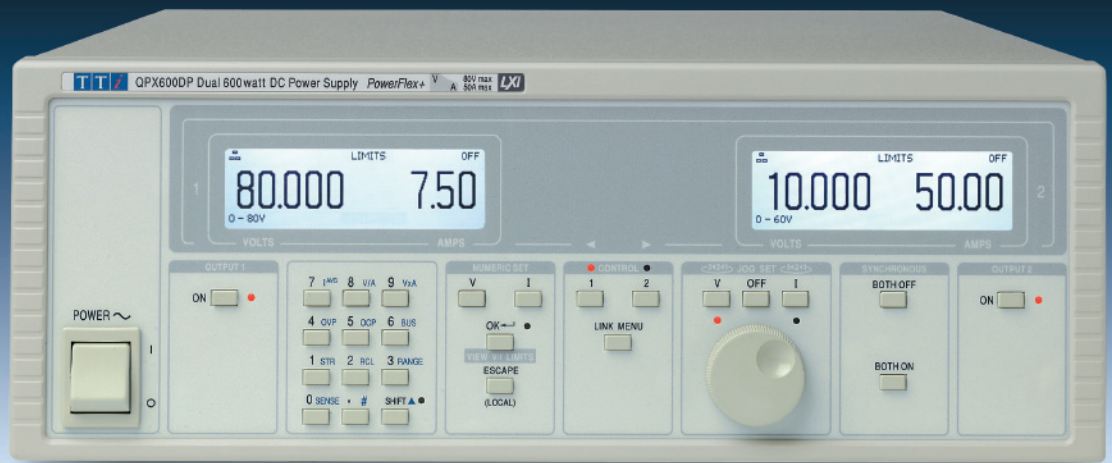 TTi QPX600DP Dual 600watt DC Power Supply PowerFlex+ V A 80V max 50A max LXI
1
LIMITS OFF
80.000 7.50
0 - 80V
VOLTS AMPS
LIMITS OFF
10.000 50.00
0 - 60V
VOLTS AMPS
2
POWER
I
O
OUTPUT 1
ON
7 I AVG 8 V/A 9 VxA
4 OVP 5 OCP 6 BUS
1 STR 2 RCL 3 RANGE
0 SENSE . # SHIFT
NUMERIC SET
V I
OK
VIEW V/I LIMITS
ESCAPE
(LOCAL)
CONTROL
1 2
LINK MENU
JOG SET
V OFF I
SYNCHRONOUS
BOTH OFF
BOTH ON
OUTPUT 2
ON